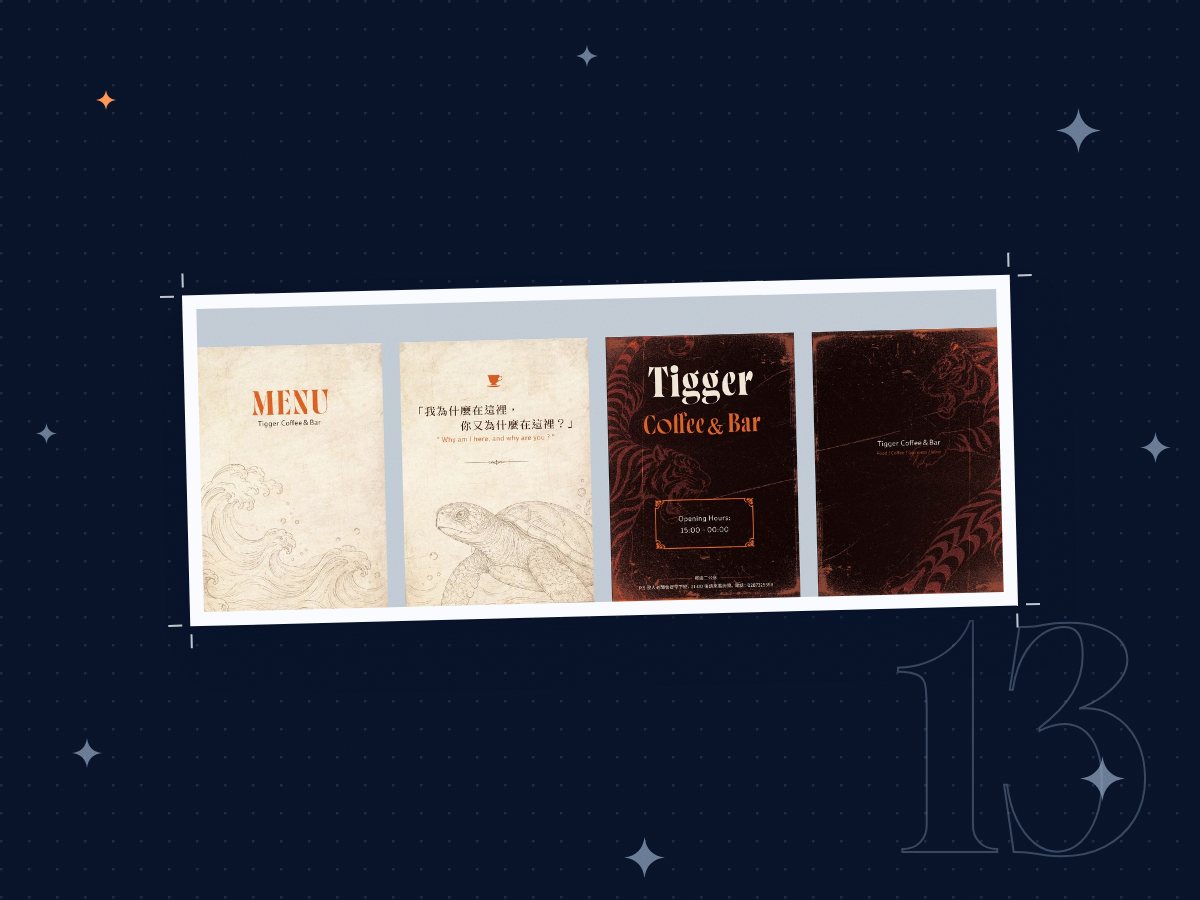 MENU
Tigger Coffee & Bar
「我為什麼在這裡，
你又為什麼在這裡？」
" Why am I here, and why are you ? "
Tigger
Coffee & Bar
Opening Hours:
15:00 - 00:00
Tigger Coffee & Bar
13